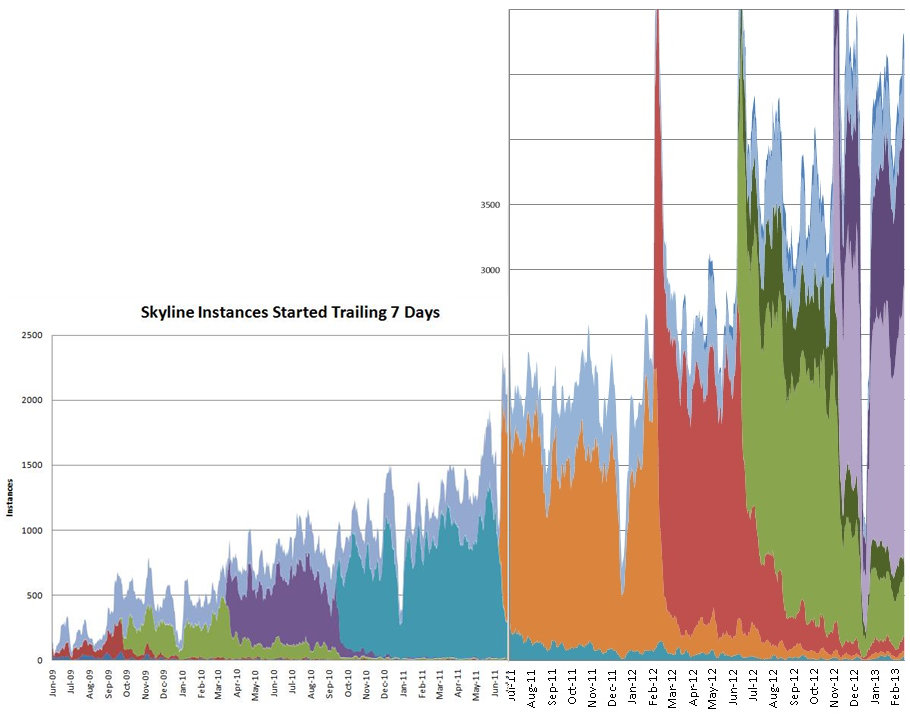 3500
3000
Skyline Instances Started Trailing 7 Days
2500
2000
1500
1000
500
0
Instances
Jun-09
Jul-09
Aug-09
Sep-09
Oct-09
Nov-09
Dec-09
Jan-10
Feb-10
Mar-10
Apr-10
May-10
Jun-10
Jul-10
Aug-10
Sep-10
Oct-10
Nov-10
Dec-10
Jan-11
Feb-11
Mar-11
Apr-11
May-11
Jun-11
Jul-11
Aug-11
Sep-11
Oct-11
Nov-11
Dec-11
Jan-12
Feb-12
Mar-12
Apr-12
May-12
Jun-12
Jul-12
Aug-12
Sep-12
Oct-12
Nov-12
Dec-12
Jan-13
Feb-13